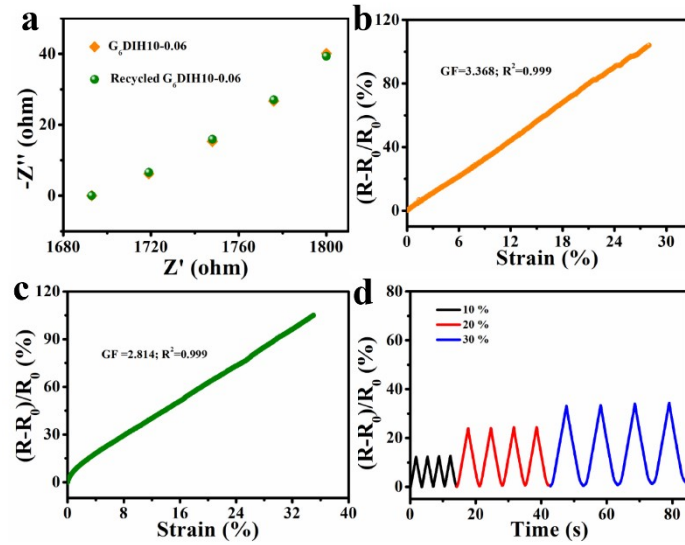 a
G₆DIH10-0.06
Recycled G₆DIH10-0.06
-Z'' (ohm)
40
20
0
1680
1720
1760
1800
Z' (ohm)
b
GF=3.368; R²=0.999
(R-R₀/R₀) (%)
120
80
40
0
0
6
12
18
24
30
Strain (%)
c
GF =2.814; R²=0.999
(R-R₀)/R₀ (%)
120
90
60
30
0
0
8
16
24
32
40
Strain (%)
d
10 %
20 %
30 %
(R-R₀)/R₀ (%)
80
60
40
20
0
0
20
40
60
80
Time (s)